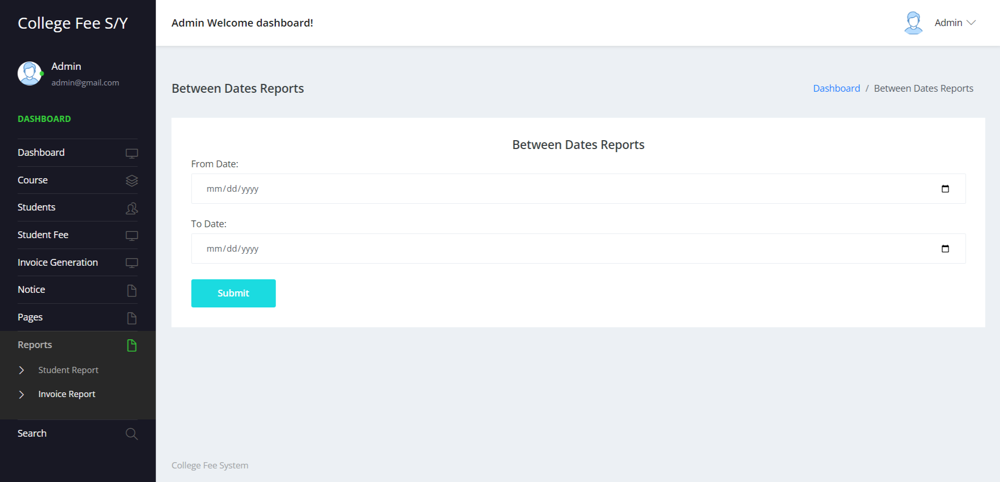 College Fee S/Y
Admin Welcome dashboard!
Admin
Admin
admin@gmail.com
DASHBOARD
Dashboard
Course
Students
Student Fee
Invoice Generation
Notice
Pages
Reports
Student Report
Invoice Report
Search
Between Dates Reports
Dashboard / Between Dates Reports
Between Dates Reports
From Date:
mm/dd/yyyy
To Date:
mm/dd/yyyy
Submit
College Fee System